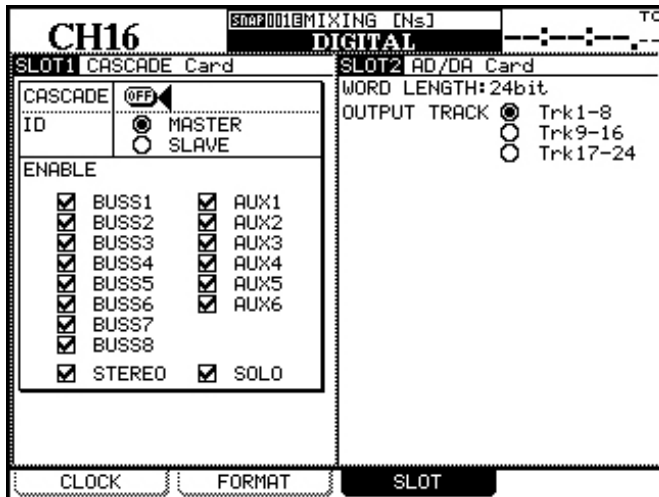 CH16
SNAP001 MIXING [Ns]
DIGITAL
TC
--:--:--.--
SLOT1 CASCADE Card
CASCADE OFF
ID MASTER
SLAVE
ENABLE
BUSS1 AUX1
BUSS2 AUX2
BUSS3 AUX3
BUSS4 AUX4
BUSS5 AUX5
BUSS6 AUX6
BUSS7
BUSS8
STEREO SOLO
SLOT2 AD/DA Card
WORD LENGTH:24bit
OUTPUT TRACK Trk1-8
Trk9-16
Trk17-24
CLOCK FORMAT SLOT